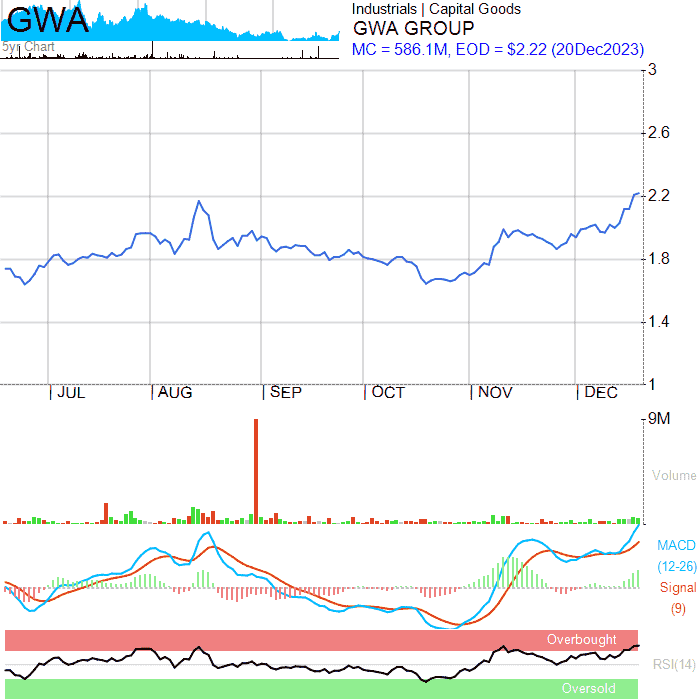 GWA
5yr Chart
Industrials | Capital Goods
GWA GROUP
MC = 586.1M, EOD = $2.22 (20Dec2023)
3
2.6
2.2
1.8
1.4
1
JUL AUG SEP OCT NOV DEC
9M
Volume
MACD
(12-26)
Signal
(9)
Overbought
RSI(14)
Oversold